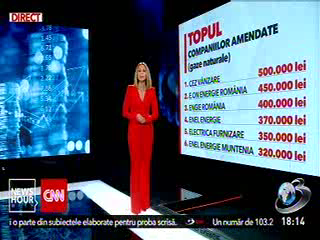 DIRECT
TOPUL
COMPANIILOR AMENDATE
(gaze naturale)
1. CEZ VÂNZARE 500.000 lei
2. E.ON ENERGIE ROMÂNIA 450.000 lei
3. ENGIE ROMÂNIA 400.000 lei
4. ENEL ENERGIE 370.000 lei
5. ELECTRICA FURNIZARE 350.000 lei
6. ENEL ENERGIE MUNTENIA 320.000 lei
NEWS
HOUR
CNN
18:14
i o parte din subiectele elaborate pentru proba scrisă. Un număr de 103.2